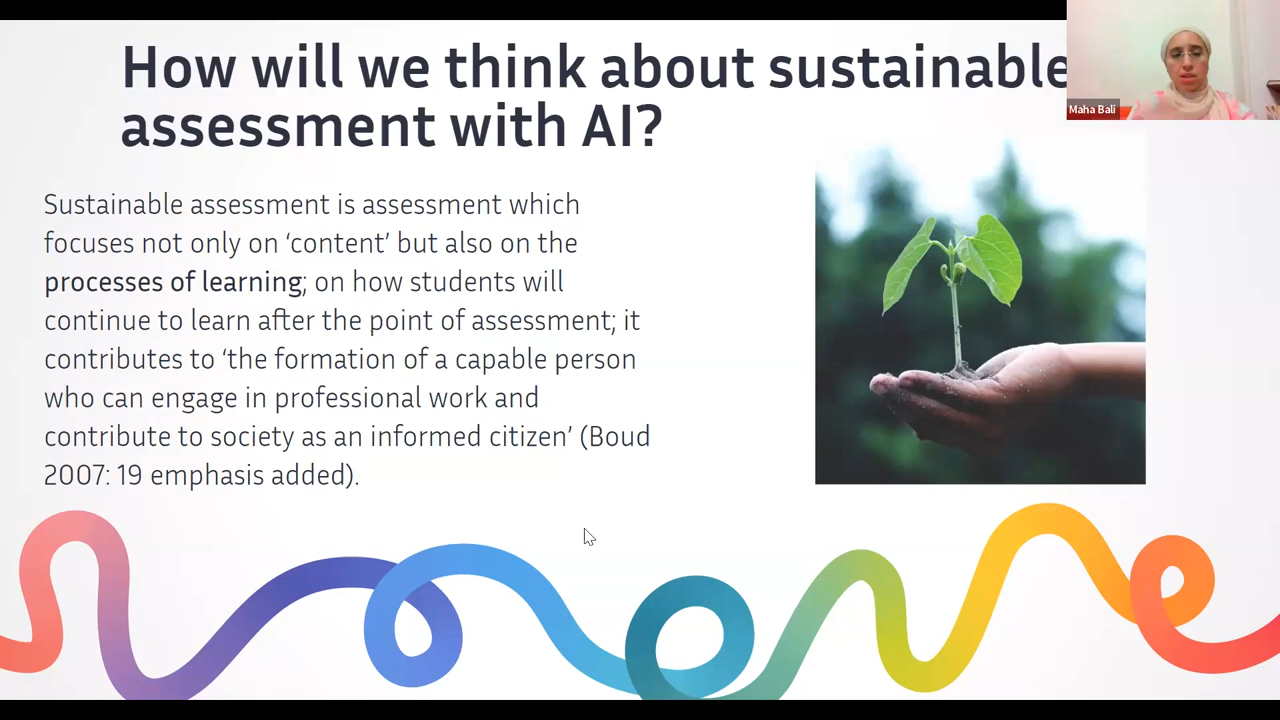 How will we think about sustainable
assessment with AI?
Maha Bali
Sustainable assessment is assessment which
focuses not only on ‘content’ but also on the
processes of learning; on how students will
continue to learn after the point of assessment; it
contributes to ‘the formation of a capable person
who can engage in professional work and
contribute to society as an informed citizen’ (Boud
2007: 19 emphasis added).